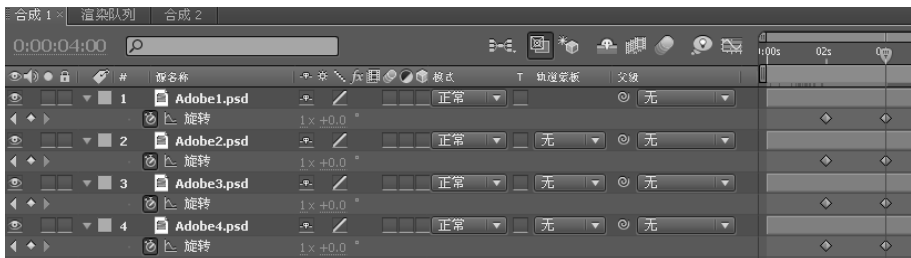 合成 1 × 渲染队列 合成 2
0:00:04:00
:00s 02s 04s
# 源名称 模式 T 轨道蒙板 父级
1 Adobe1.psd 正常 无
旋转 1x +0.0 °
2 Adobe2.psd 正常 无 无
旋转 1x +0.0 °
3 Adobe3.psd 正常 无 无
旋转 1x +0.0 °
4 Adobe4.psd 正常 无 无
旋转 1x +0.0 °